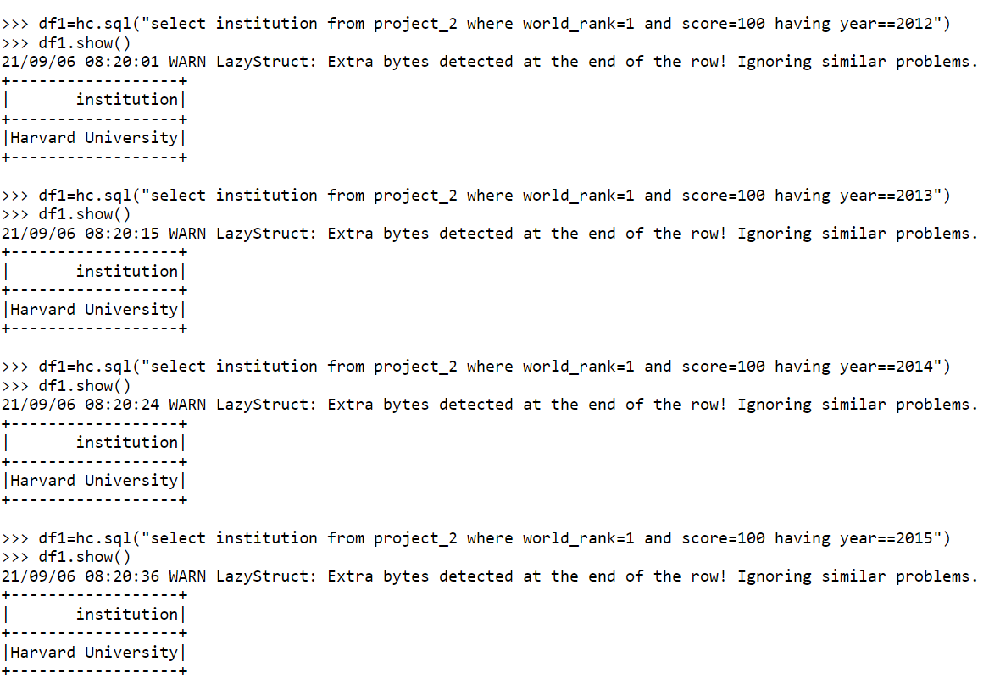 >>> df1=hc.sql("select institution from project_2 where world_rank=1 and score=100 having year==2012")
>>> df1.show()
21/09/06 08:20:01 WARN LazyStruct: Extra bytes detected at the end of the row! Ignoring similar problems.
+------------------+
|       institution|
+------------------+
|Harvard University|
+------------------+
>>> df1=hc.sql("select institution from project_2 where world_rank=1 and score=100 having year==2013")
>>> df1.show()
21/09/06 08:20:15 WARN LazyStruct: Extra bytes detected at the end of the row! Ignoring similar problems.
+------------------+
|       institution|
+------------------+
|Harvard University|
+------------------+
>>> df1=hc.sql("select institution from project_2 where world_rank=1 and score=100 having year==2014")
>>> df1.show()
21/09/06 08:20:24 WARN LazyStruct: Extra bytes detected at the end of the row! Ignoring similar problems.
+------------------+
|       institution|
+------------------+
|Harvard University|
+------------------+
>>> df1=hc.sql("select institution from project_2 where world_rank=1 and score=100 having year==2015")
>>> df1.show()
21/09/06 08:20:36 WARN LazyStruct: Extra bytes detected at the end of the row! Ignoring similar problems.
+------------------+
|       institution|
+------------------+
|Harvard University|
+------------------+